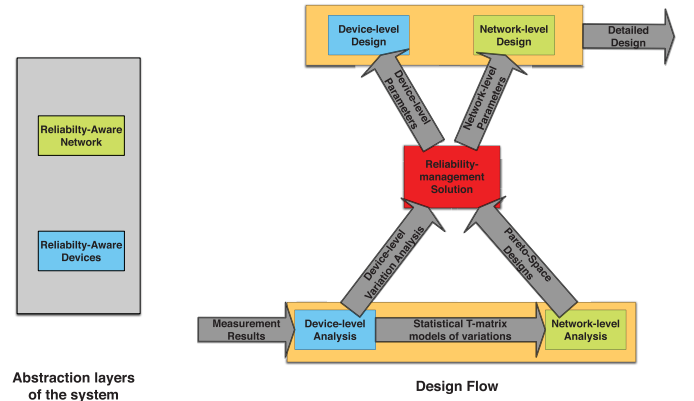 Device-level
Design
Network-level
Design
Detailed
Design
Device-level
Parameters
Network-level
Parameters
Reliabilty-Aware
Network
Reliability-
management
Solution
Reliabilty-Aware
Devices
Device-level
Variation Analysis
Pareto-Space
Designs
Measurement
Results
Device-level
Analysis
Statistical T-matrix
models of variations
Network-level
Analysis
Abstraction layers
of the system
Design Flow